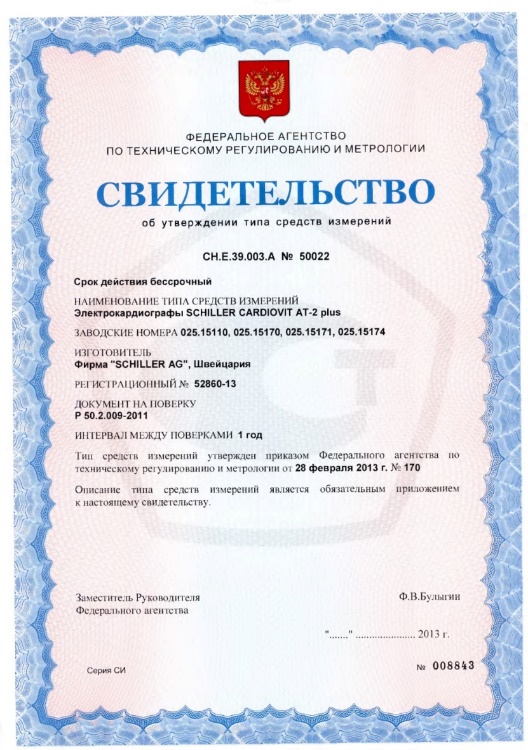 ФЕДЕРАЛЬНОЕ АГЕНТСТВО
ПО ТЕХНИЧЕСКОМУ РЕГУЛИРОВАНИЮ И МЕТРОЛОГИИ
СВИДЕТЕЛЬСТВО
об утверждении типа средств измерений
CH.E.39.003.A № 50022
Срок действия бессрочный
НАИМЕНОВАНИЕ ТИПА СРЕДСТВ ИЗМЕРЕНИЙ
Электрокардиографы SCHILLER CARDIOVIT AT-2 plus
ЗАВОДСКИЕ НОМЕРА 025.15110, 025.15170, 025.15171, 025.15174
ИЗГОТОВИТЕЛЬ
Фирма "SCHILLER AG", Швейцария
РЕГИСТРАЦИОННЫЙ № 52860-13
ДОКУМЕНТ НА ПОВЕРКУ
Р 50.2.009-2011
ИНТЕРВАЛ МЕЖДУ ПОВЕРКАМИ 1 год
Тип средств измерений утвержден приказом Федерального агентства по
техническому регулированию и метрологии от 28 февраля 2013 г. № 170
Описание типа средств измерений является обязательным приложением
к настоящему свидетельству.
Заместитель Руководителя Ф.В.Булыгин
Федерального агентства
"......." ...................... 2013 г.
Серия СИ № 008843